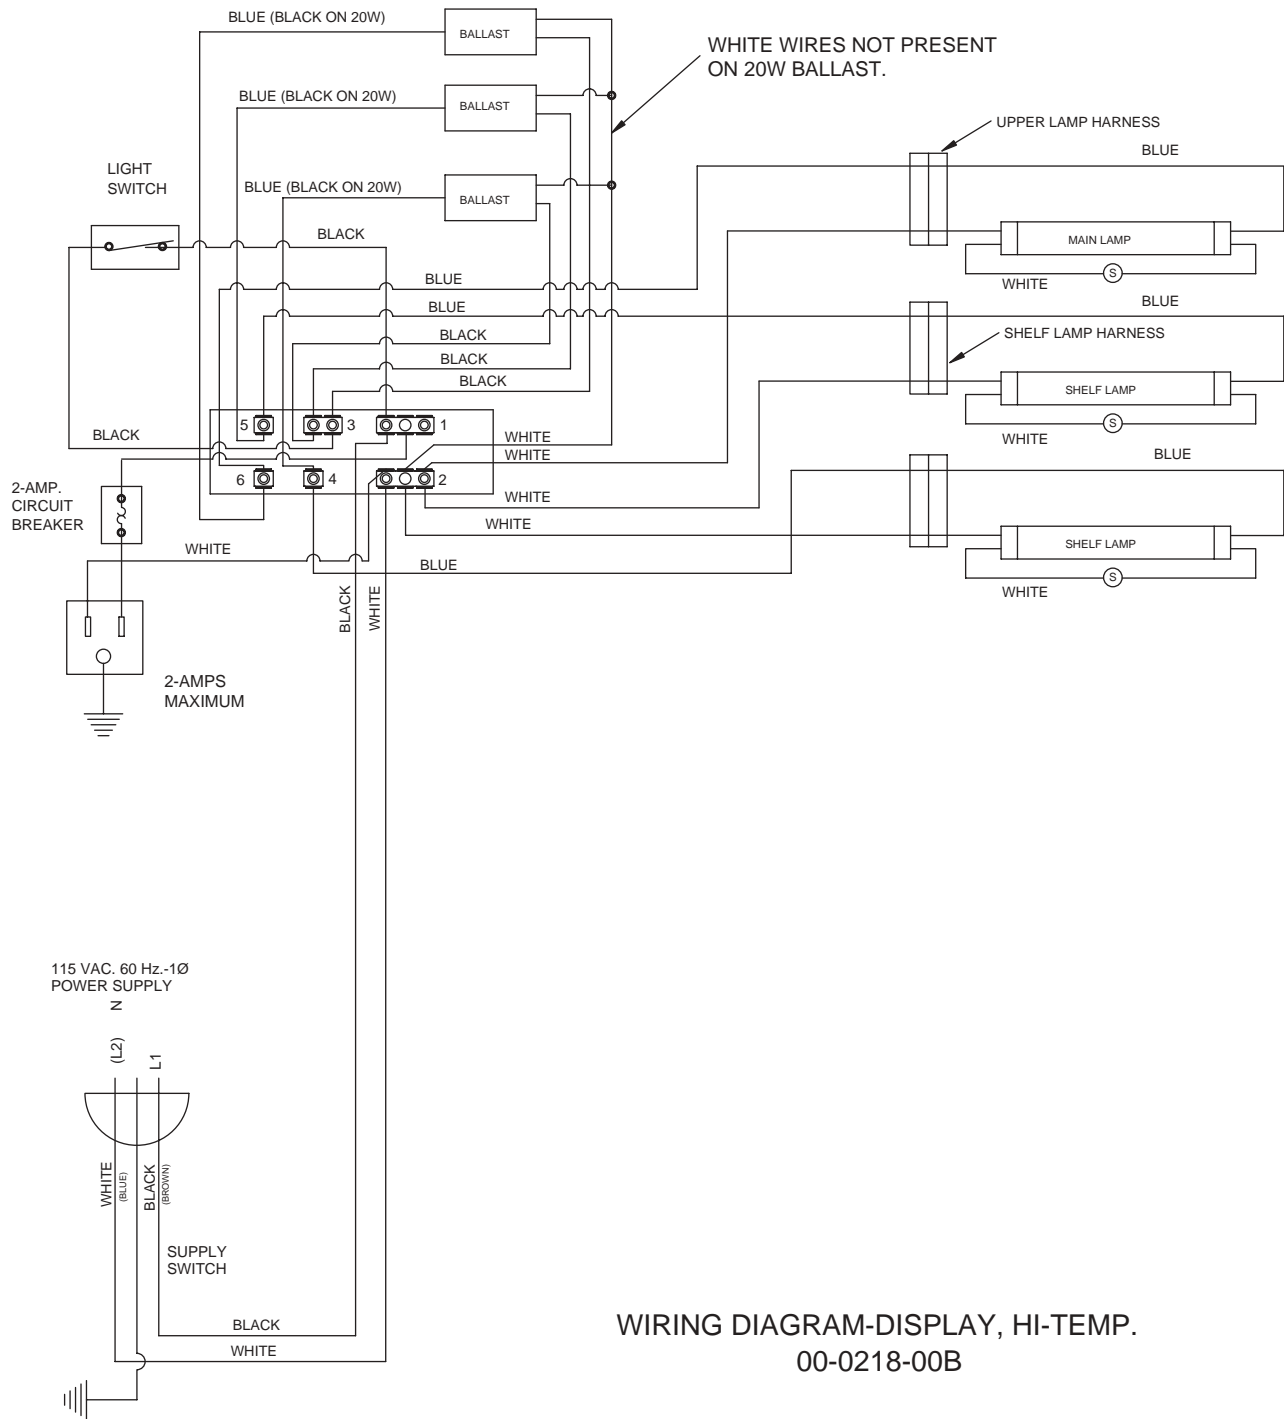 BLUE (BLACK ON 20W)
BALLAST
WHITE WIRES NOT PRESENT
ON 20W BALLAST.
BLUE (BLACK ON 20W)
BALLAST
UPPER LAMP HARNESS
BLUE
LIGHT
SWITCH
BLUE (BLACK ON 20W)
BALLAST
BLACK
MAIN LAMP
BLUE
WHITE
S
BLUE
BLUE
BLACK
SHELF LAMP HARNESS
BLACK
BLACK
SHELF LAMP
5
3
1
S
BLACK
WHITE
WHITE
WHITE
BLUE
6
4
2
2-AMP.
CIRCUIT
BREAKER
WHITE
WHITE
SHELF LAMP
WHITE
BLUE
S
WHITE
BLACK
WHITE
2-AMPS
MAXIMUM
115 VAC. 60 Hz.-1Ø
POWER SUPPLY
N
(L2)
L1
WHITE
(BLUE)
BLACK
(BROWN)
SUPPLY
SWITCH
BLACK
WHITE
WIRING DIAGRAM-DISPLAY, HI-TEMP.
00-0218-00B